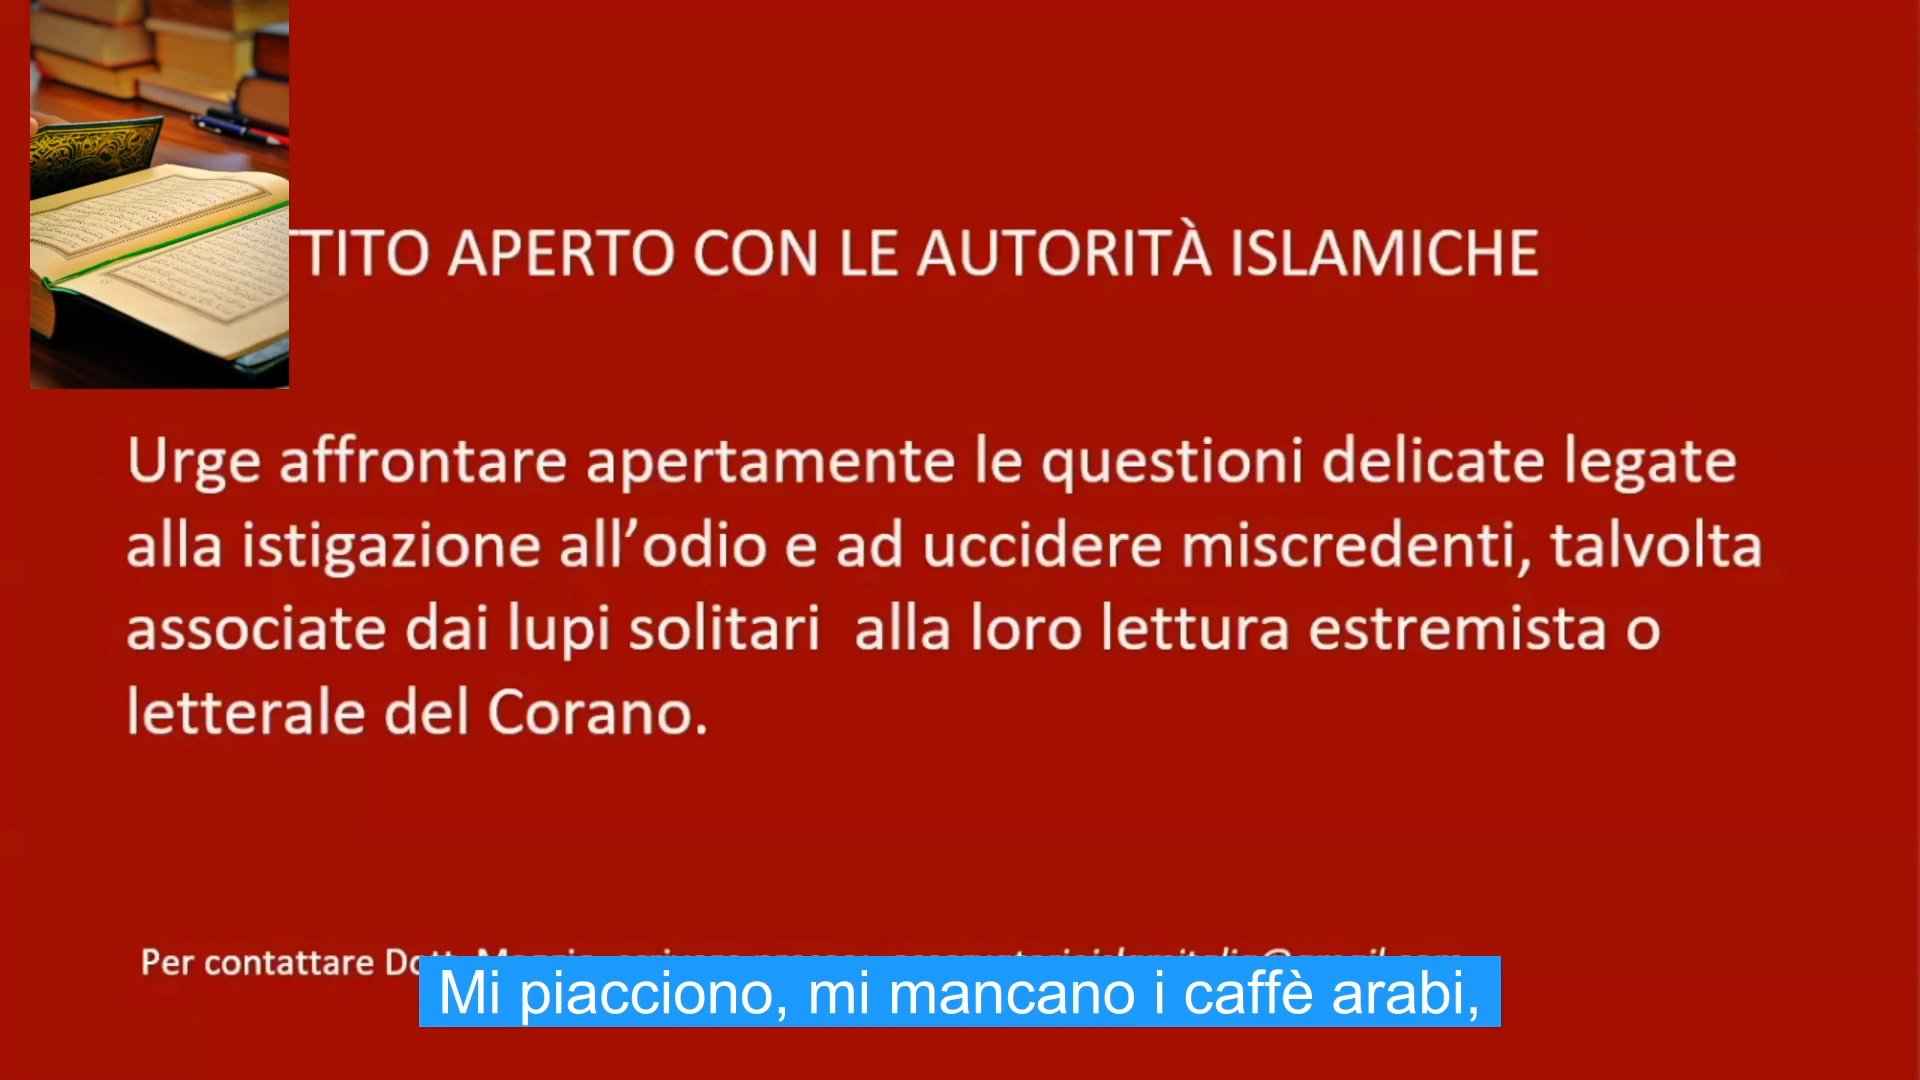 TTITO APERTO CON LE AUTORITÀ ISLAMICHE
Urge affrontare apertamente le questioni delicate legate
alla istigazione all’odio e ad uccidere miscredenti, talvolta
associate dai lupi solitari alla loro lettura estremista o
letterale del Corano.
Per contattare
Mi piacciono, mi mancano i caffè arabi,